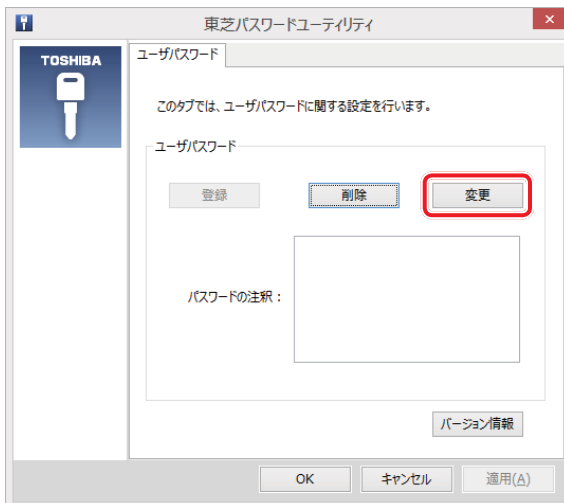 東芝パスワードユーティリティ
TOSHIBA
ユーザパスワード
このタブでは、ユーザパスワードに関する設定を行います。
ユーザパスワード
登録 削除 変更
パスワードの注釈：
バージョン情報
OK キャンセル 適用(A)